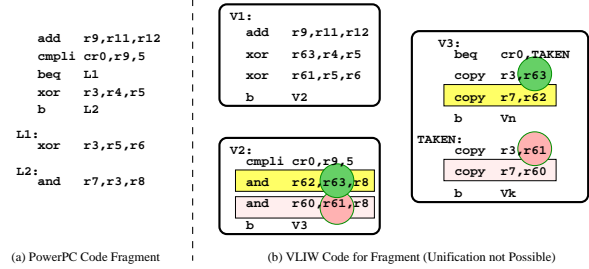 add r9,r11,r12
cmpli cr0,r9,5
beq L1
xor r3,r4,r5
b L2
L1:
xor r3,r5,r6
L2:
and r7,r3,r8
(a) PowerPC Code Fragment
V1:
add r9,r11,r12
xor r63,r4,r5
xor r61,r5,r6
b V2
V2:
cmpli cr0,r9,5
and r62,r63,r8
and r60,r61,r8
b V3
V3:
beq cr0,TAKEN
copy r3,r63
copy r7,r62
b Vn
TAKEN:
copy r3,r61
copy r7,r60
b Vk
(b) VLIW Code for Fragment (Unification not Possible)